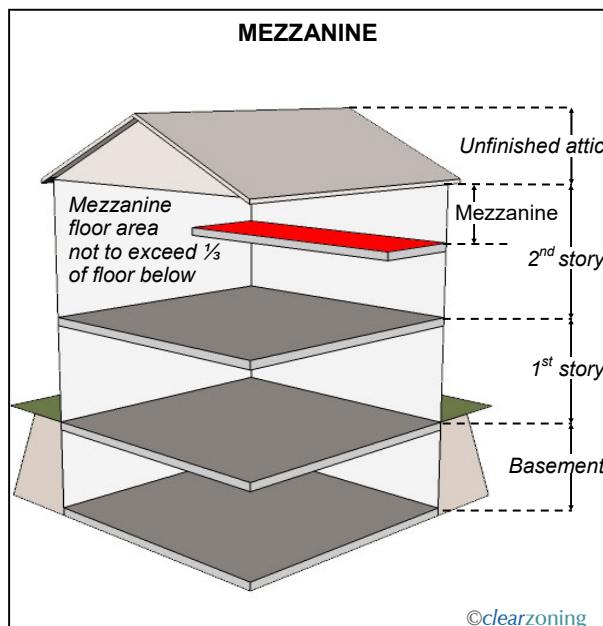 MEZZANINE
Unfinished attic
Mezzanine
floor area
not to exceed ⅓
of floor below
Mezzanine
2nd story
1st story
Basement
©clearzoning